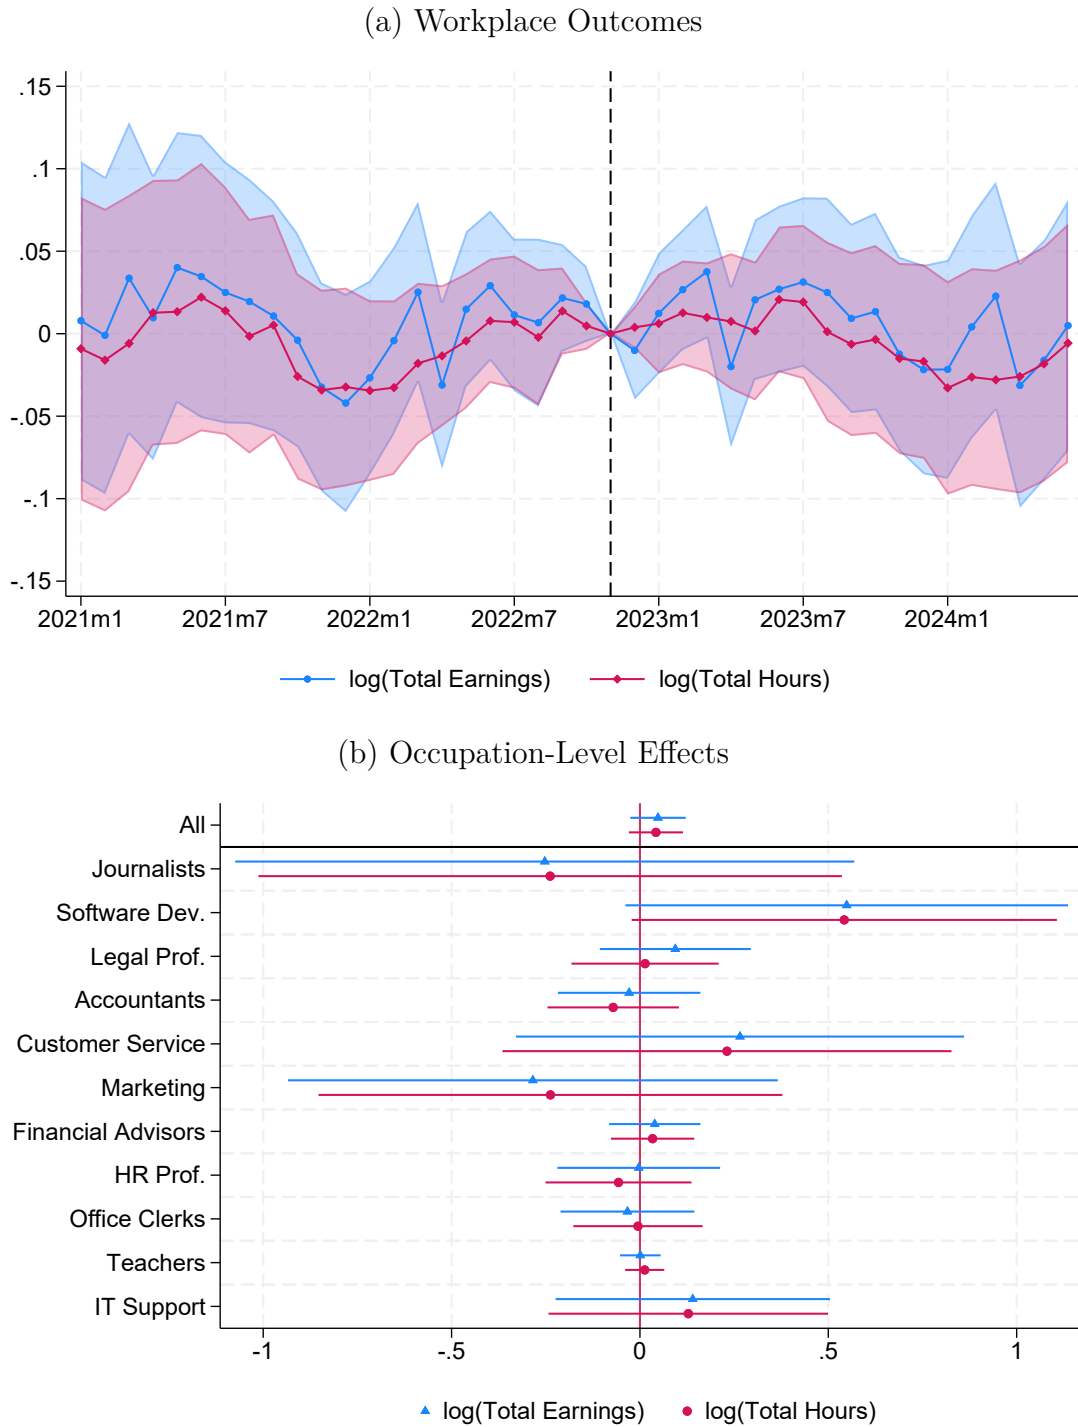 (a) Workplace Outcomes
.15
.1
.05
0
-.05
-.1
-.15
2021m1 2021m7 2022m1 2022m7 2023m1 2023m7 2024m1
log(Total Earnings) log(Total Hours)
(b) Occupation-Level Effects
All
Journalists
Software Dev.
Legal Prof.
Accountants
Customer Service
Marketing
Financial Advisors
HR Prof.
Office Clerks
Teachers
IT Support
-1 -.5 0 .5 1
log(Total Earnings) log(Total Hours)